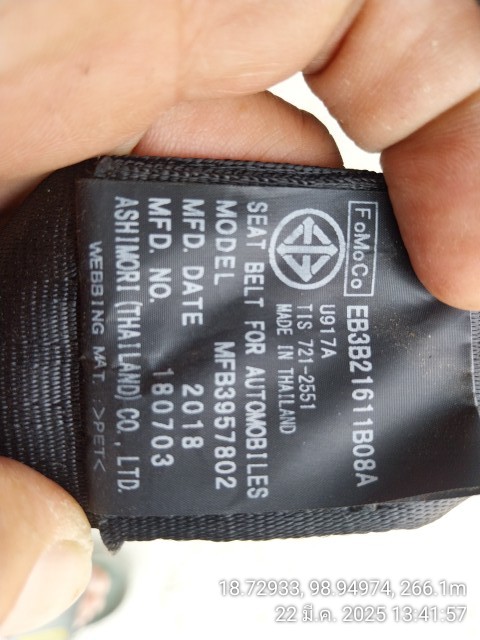 FoMoCo
EB3B21611B08A
U917A
TIS 721-2551
MADE IN THAILAND
SEAT BELT FOR AUTOMOBILES
MODEL MFB3957802
MFD. DATE 2018
MFD. NO. 180703
ASHIMORI (THAILAND) CO., LTD.
WEBBING MAT. >PET<
18.72933, 98.94974, 266.1m
22 มี.ค. 2025 13:41:57